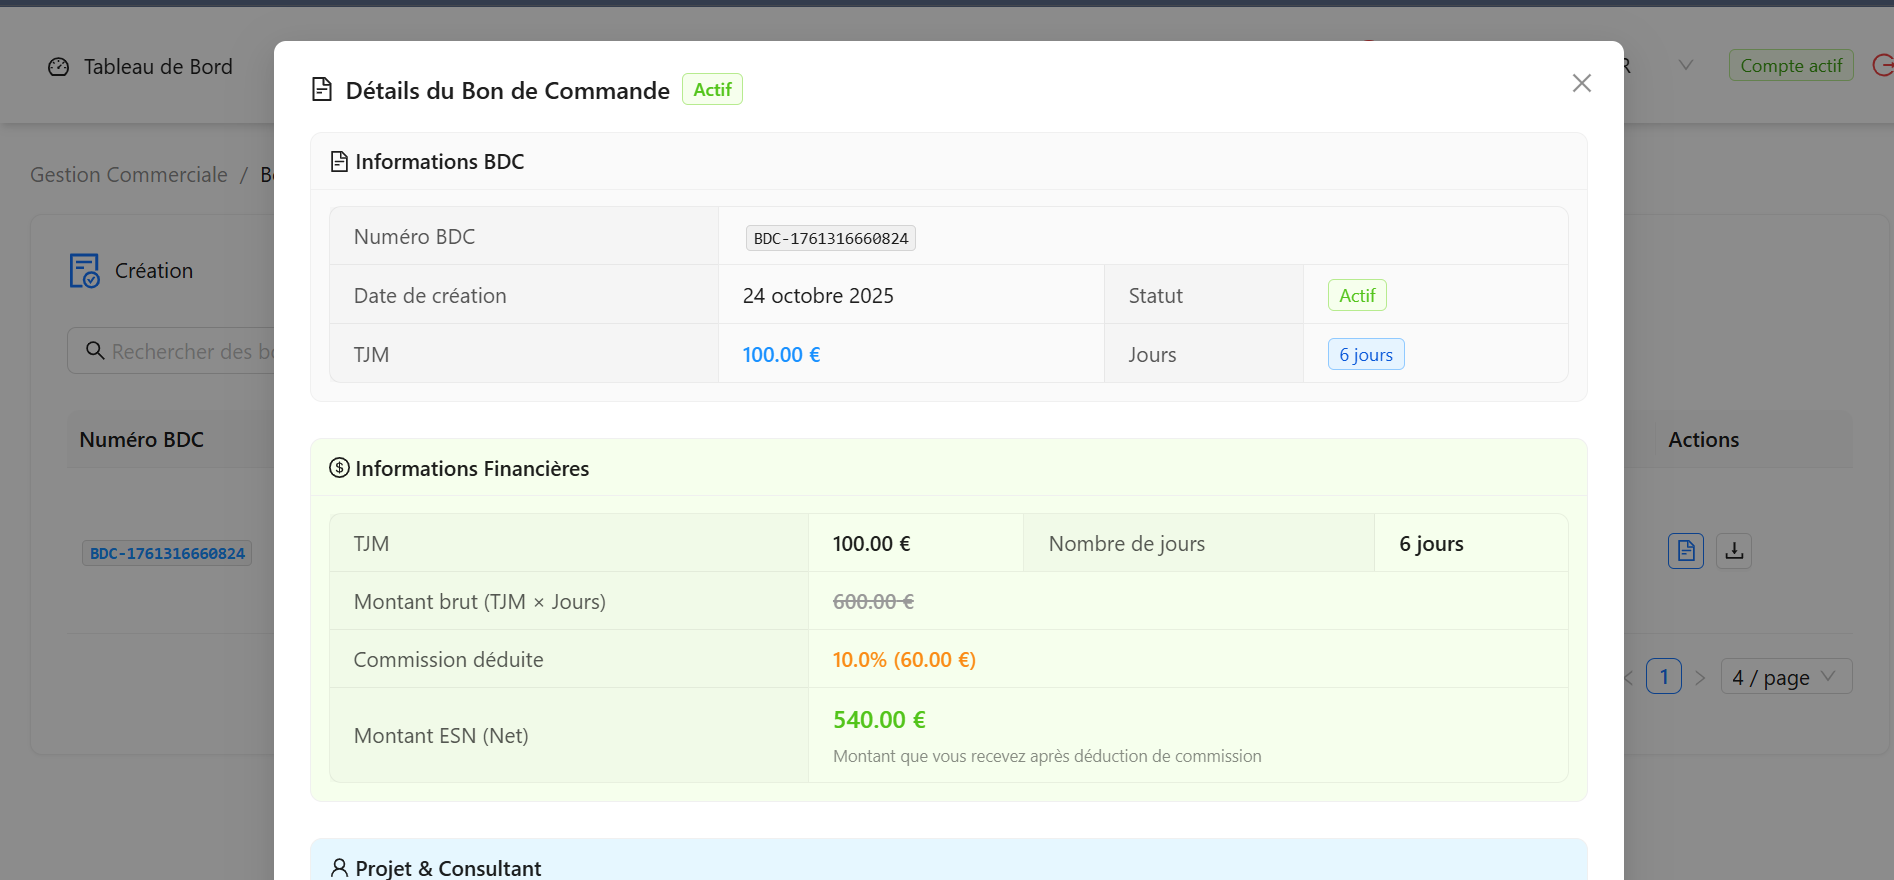 Tableau de Bord
R
Compte actif
Détails du Bon de Commande
Actif
Gestion Commerciale /
Informations BDC
Création
Numéro BDC
BDC-1761316660824
Date de création
24 octobre 2025
Statut
Actif
TJM
100.00 €
Jours
6 jours
Rechercher des
Numéro BDC
Actions
Informations Financières
TJM
100.00 €
Nombre de jours
6 jours
BDC-1761316660824
Montant brut (TJM × Jours)
600.00 €
Commission déduite
10.0% (60.00 €)
1
4 / page
Montant ESN (Net)
540.00 €
Montant que vous recevez après déduction de commission
Projet & Consultant